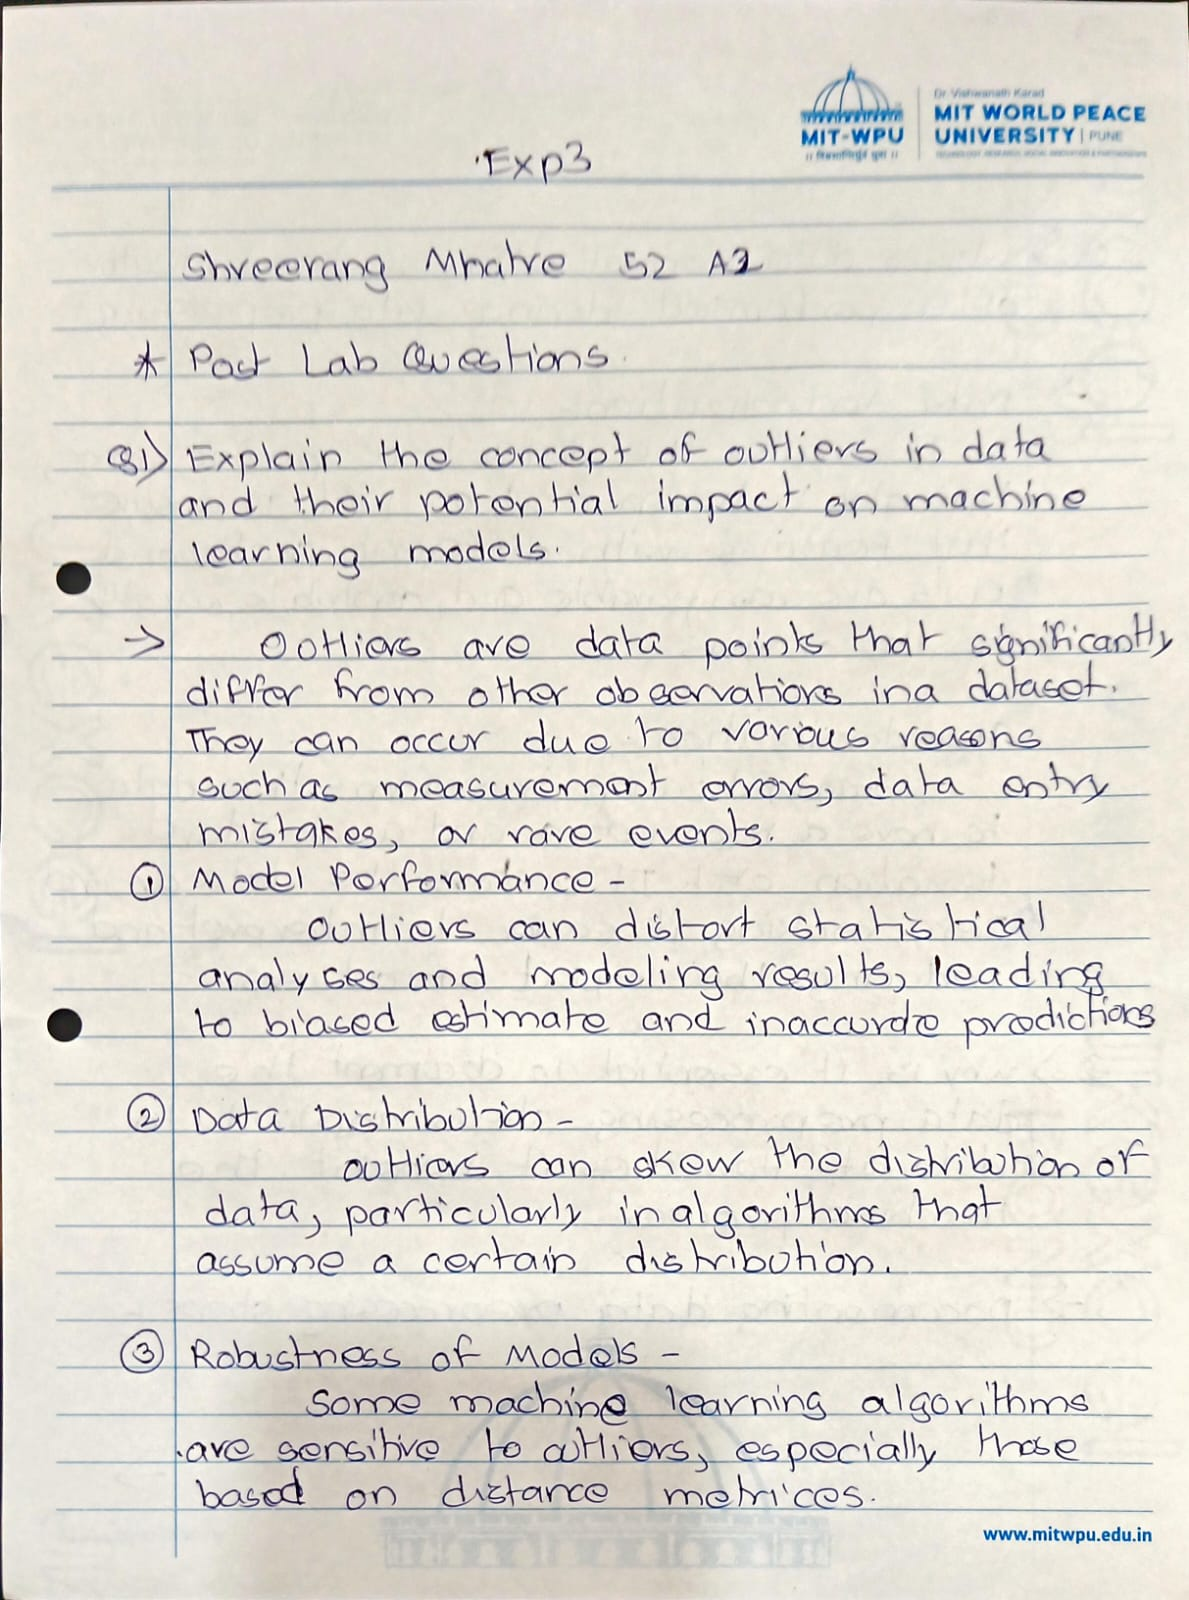 Dr. Vishwanath Karad
MIT WORLD PEACE
UNIVERSITY | PUNE
MIT-WPU
Exp3
Shreerang Mhatre 52 A3
* Post Lab Questions.
Q1) Explain the concept of outliers in data
and their potential impact on machine
learning models.
→ Outliers are data points that significantly
differ from other observations in a dataset.
They can occur due to various reasons
such as measurement errors, data entry
mistakes, or rare events.
① Model Performance -
Outliers can distort statistical
analyses and modeling results, leading
to biased estimate and inaccurate predictions
② Data Distribution -
outliers can skew the distribution of
data, particularly in algorithms that
assume a certain distribution.
③ Robustness of Models -
Some machine learning algorithms
are sensitive to outliers, especially those
based on distance metrices.
www.mitwpu.edu.in